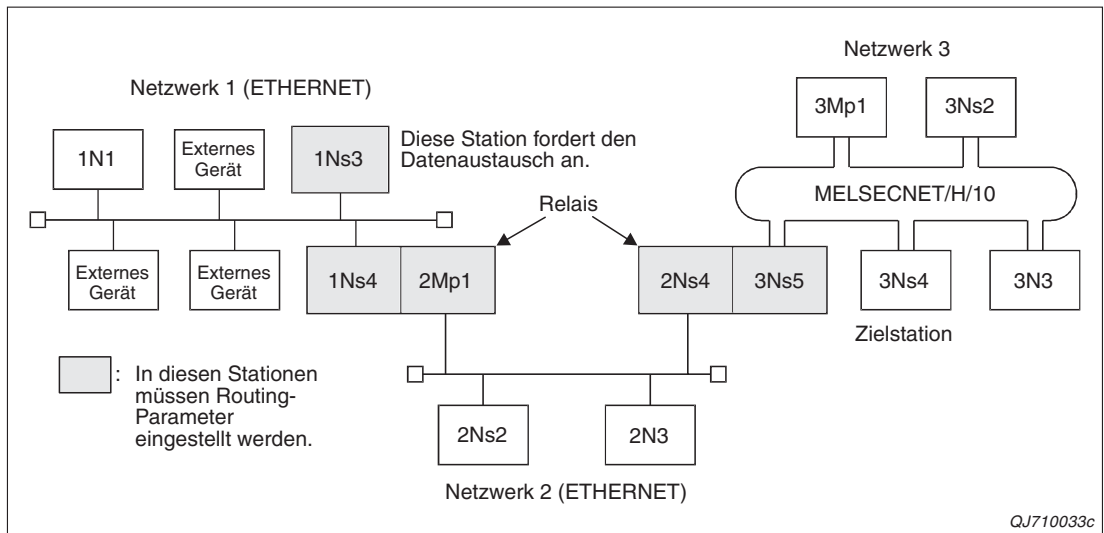 Netzwerk 3
Netzwerk 1 (ETHERNET)
3Mp1
3Ns2
1N1
Externes
Gerät
1Ns3
Diese Station fordert den
Datenaustausch an.
MELSECNET/H/10
Relais
Externes
Gerät
Externes
Gerät
1Ns4
2Mp1
2Ns4
3Ns5
3Ns4
3N3
Zielstation
: In diesen Stationen
müssen Routing-
Parameter
eingestellt werden.
2Ns2
2N3
Netzwerk 2 (ETHERNET)
QJ710033c